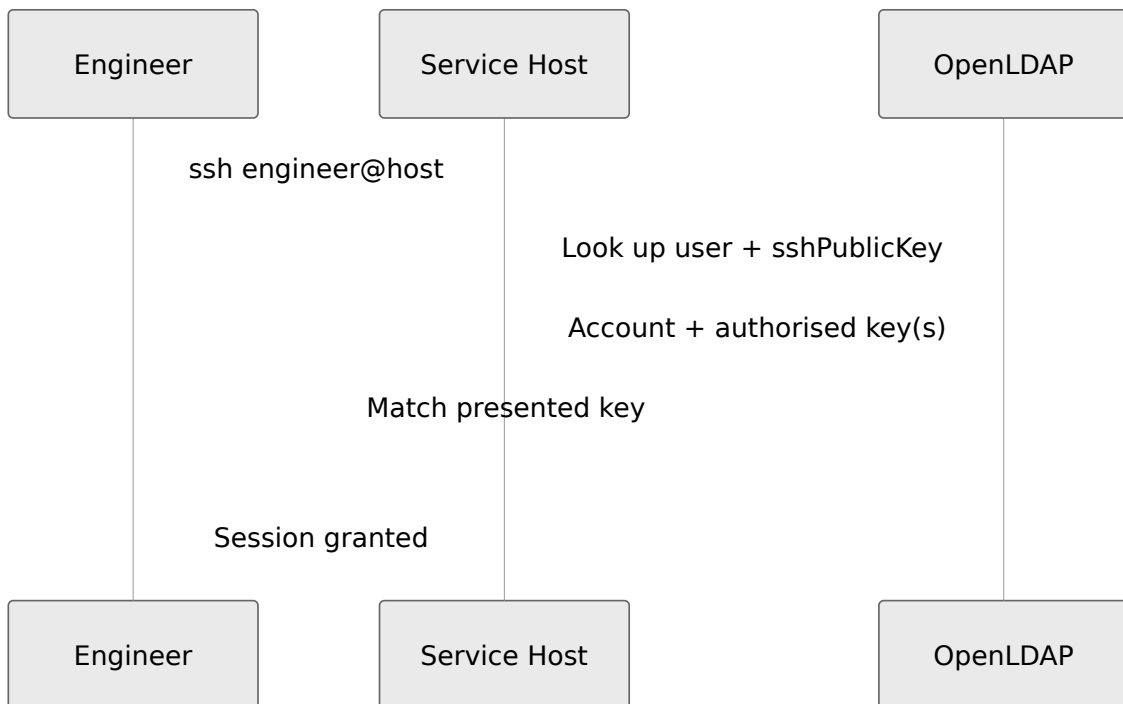 Engineer
Service Host
OpenLDAP
ssh engineer@host
Look up user + sshPublicKey
Account + authorised key(s)
Match presented key
Session granted
Engineer
Service Host
OpenLDAP